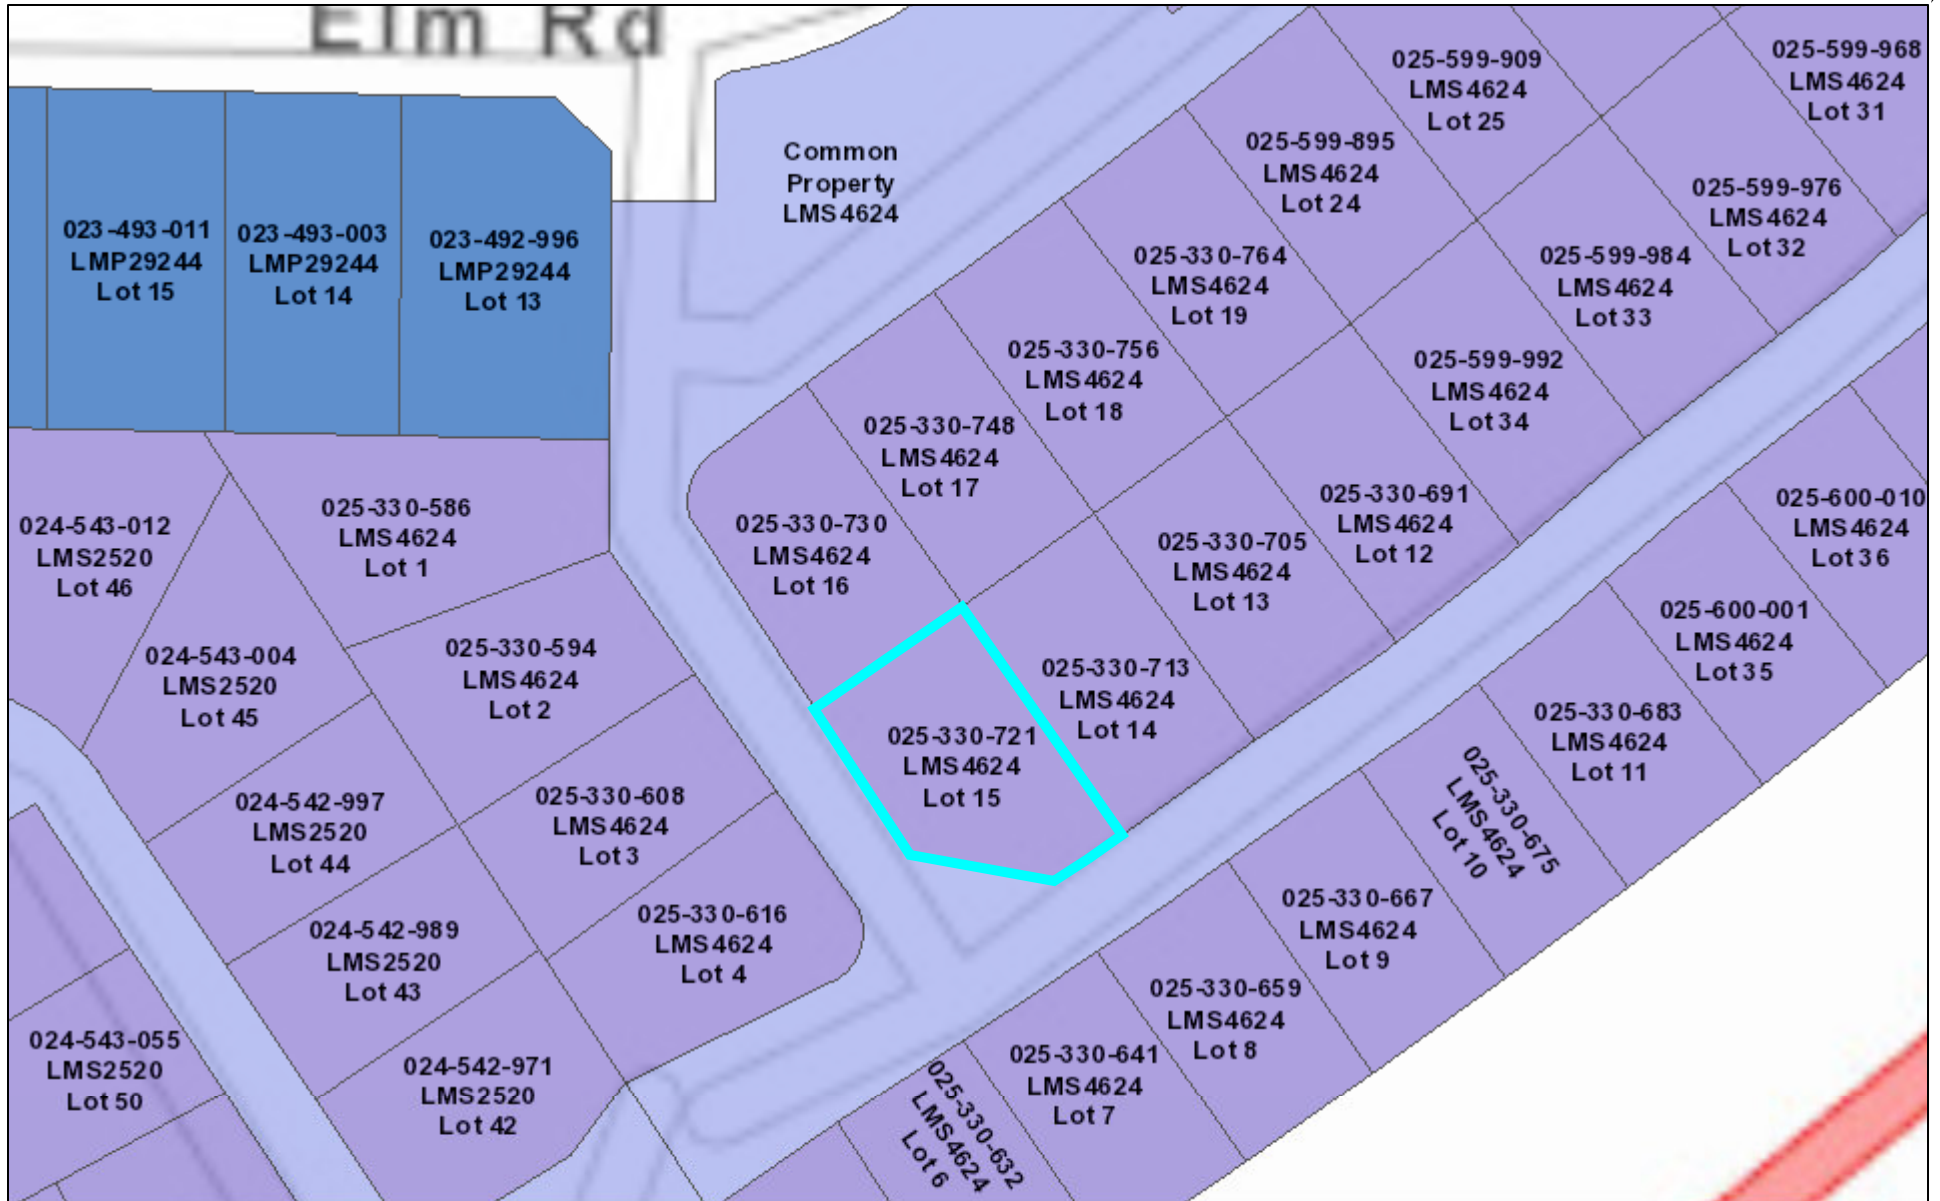 Elm Rd
025-599-968
LMS4624
Lot 31
025-599-909
LMS4624
Lot 25
025-599-895
LMS4624
Lot 24
Common
Property
LMS4624
025-599-976
LMS4624
Lot 32
023-493-011
LMP29244
Lot 15
023-493-003
LMP29244
Lot 14
023-492-996
LMP29244
Lot 13
025-330-764
LMS4624
Lot 19
025-599-984
LMS4624
Lot 33
025-330-756
LMS4624
Lot 18
025-599-992
LMS4624
Lot 34
025-330-748
LMS4624
Lot 17
025-330-691
LMS4624
Lot 12
025-600-010
LMS4624
Lot 36
025-330-586
LMS4624
Lot 1
024-543-012
LMS2520
Lot 46
025-330-730
LMS4624
Lot 16
025-330-705
LMS4624
Lot 13
025-600-001
LMS4624
Lot 35
024-543-004
LMS2520
Lot 45
025-330-594
LMS4624
Lot 2
025-330-713
LMS4624
Lot 14
025-330-721
LMS4624
Lot 15
025-330-683
LMS4624
Lot 11
025-330-675
LMS4624
Lot 10
024-542-997
LMS2520
Lot 44
025-330-608
LMS4624
Lot 3
025-330-667
LMS4624
Lot 9
024-542-989
LMS2520
Lot 43
025-330-616
LMS4624
Lot 4
025-330-659
LMS4624
Lot 8
024-543-055
LMS2520
Lot 50
024-542-971
LMS2520
Lot 42
025-330-641
LMS4624
Lot 7
025-330-632
LMS4624
Lot 6